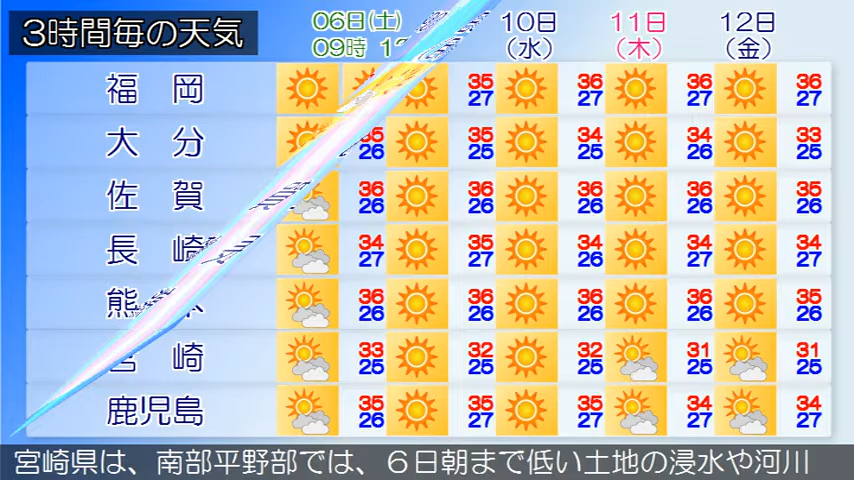 3時間毎の天気
06日(土) 10日 11日 12日
09時 (水) (木) (金)
福岡 35 36 36 36
27 27 27 27
大分 35 35 34 34 33
26 25 25 26 25
佐賀 36 36 36 36 35
26 26 26 26 26
長崎 34 35 34 34 34
27 27 26 27 27
熊 36 36 36 36 35
26 26 26 26 26
宮崎 33 32 32 31 31
25 25 25 25 25
鹿児島 35 35 35 34 34
26 27 27 27 27
宮崎県は、南部平野部では、６日朝まで低い土地の浸水や河川